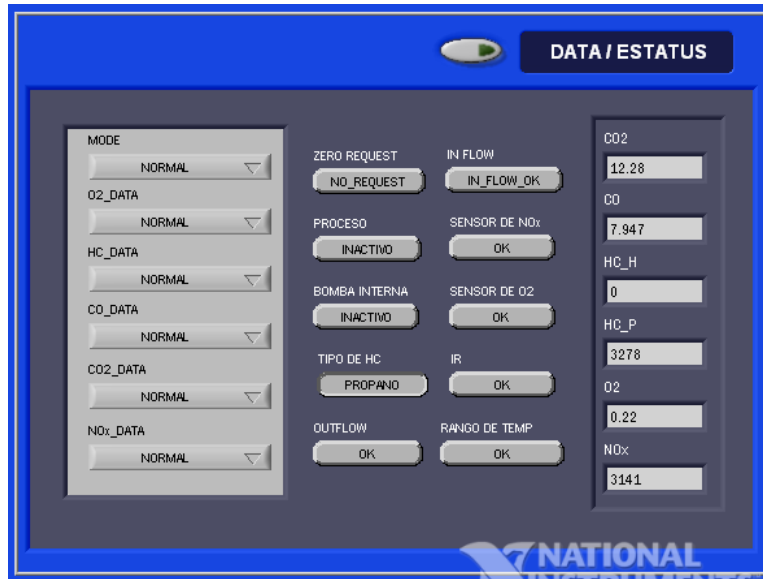 DATA / ESTATUS
MODE
NORMAL
O2_DATA
NORMAL
HC_DATA
NORMAL
CO_DATA
NORMAL
CO2_DATA
NORMAL
NOx_DATA
NORMAL
ZERO REQUEST
NO_REQUEST
PROCESO
INACTIVO
BOMBA INTERNA
INACTIVO
TIPO DE HC
PROPANO
OUTFLOW
OK
IN FLOW
IN_FLOW_OK
SENSOR DE NOx
OK
SENSOR DE O2
OK
IR
OK
RANGO DE TEMP
OK
CO2
12.28
CO
7.947
HC_H
0
HC_P
3278
O2
0.22
NOx
3141
NATIONAL
INSTRUMENTS